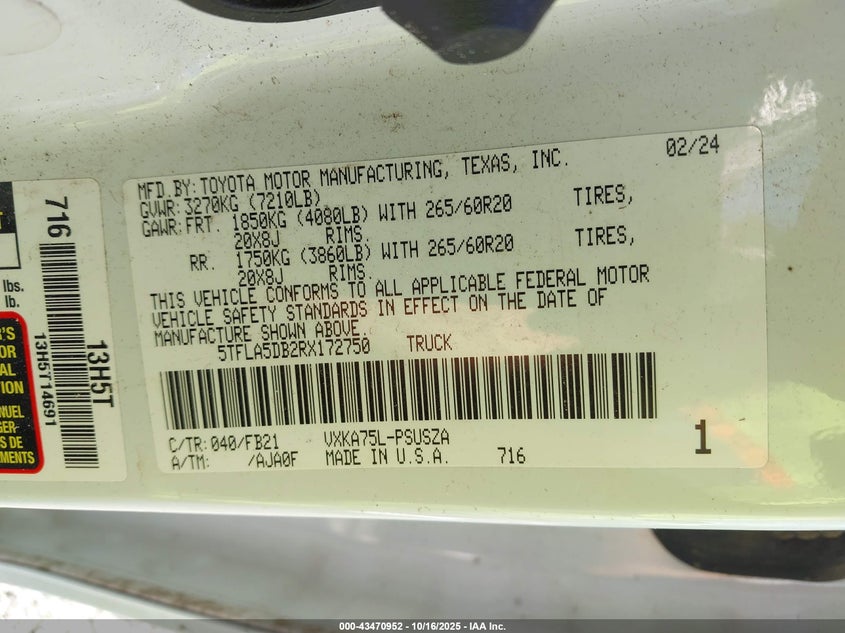 MFD.BY:TOYOTA MOTOR MANUFACTURING, TEXAS, INC. 02/24
GVWR:3270KG (7210LB)
GAWR:FRT. 1850KG (4080LB) WITH 265/60R20 TIRES,
20X8J RIMS.
RR. 1750KG (3860LB) WITH 265/60R20 TIRES,
20X8J RIMS.
THIS VEHICLE CONFORMS TO ALL APPLICABLE FEDERAL MOTOR
VEHICLE SAFETY STANDARDS IN EFFECT ON THE DATE OF
MANUFACTURE SHOWN ABOVE.
5TFLA5DB2RX172750 TRUCK
C/TR:040/FB21 VXKA75L-PSUSZA
A/TM: /AJA0F MADE IN U.S.A. 716
1
716
13H5T14691
13H5T
lbs.
lb.
000-43470952 - 10/16/2025 - IAA Inc.